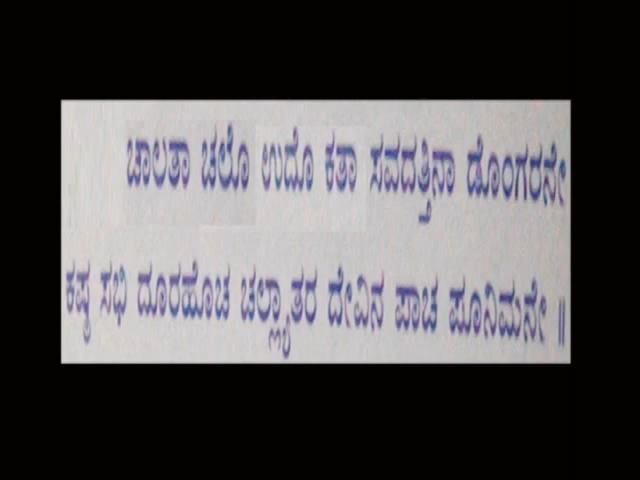 ಚಾಲತಾ ಚಲೊ ಉದೊ ಕತಾ ಸವದತ್ತಿನಾ ಡೊಂಗರನೇ
ಕಷ್ಠ ಸಭಿ ದೂರಹೊಚ ಚಲ್ಲ್ಯಾತರ ದೇವಿನ ಪಾಚ ಪೂನಿಮನೇ ॥